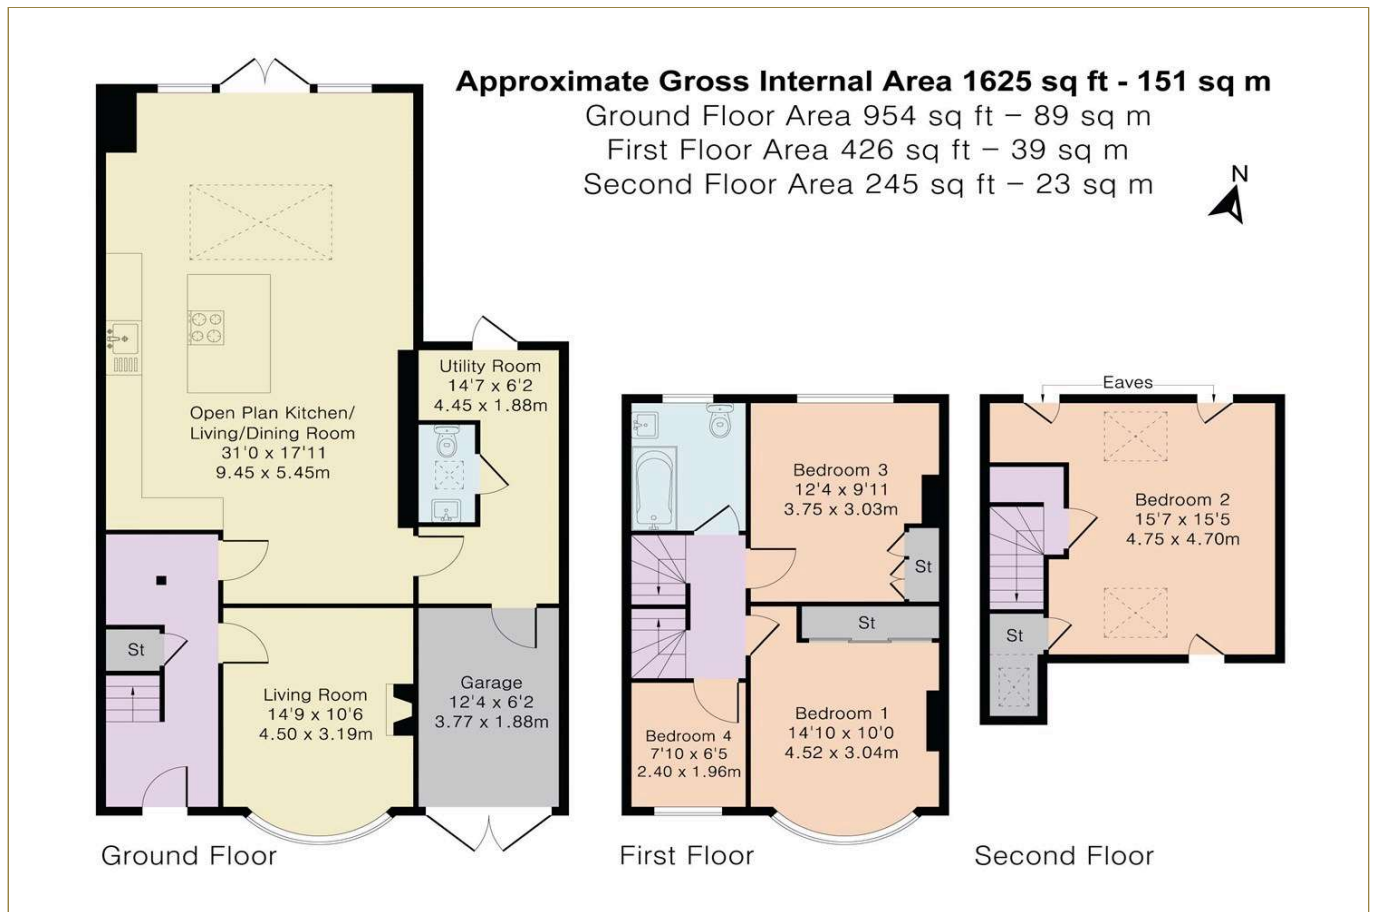 Approximate Gross Internal Area 1625 sq ft - 151 sq m
Ground Floor Area 954 sq ft – 89 sq m
First Floor Area 426 sq ft – 39 sq m
Second Floor Area 245 sq ft – 23 sq m
N
Open Plan Kitchen/
Living/Dining Room
31'0 x 17'11
9.45 x 5.45m
Utility Room
14'7 x 6'2
4.45 x 1.88m
St
Living Room
14'9 x 10'6
4.50 x 3.19m
Garage
12'4 x 6'2
3.77 x 1.88m
Ground Floor
Bedroom 3
12'4 x 9'11
3.75 x 3.03m
St
St
Bedroom 4
7'10 x 6'5
2.40 x 1.96m
Bedroom 1
14'10 x 10'0
4.52 x 3.04m
First Floor
Eaves
Bedroom 2
15'7 x 15'5
4.75 x 4.70m
St
Second Floor